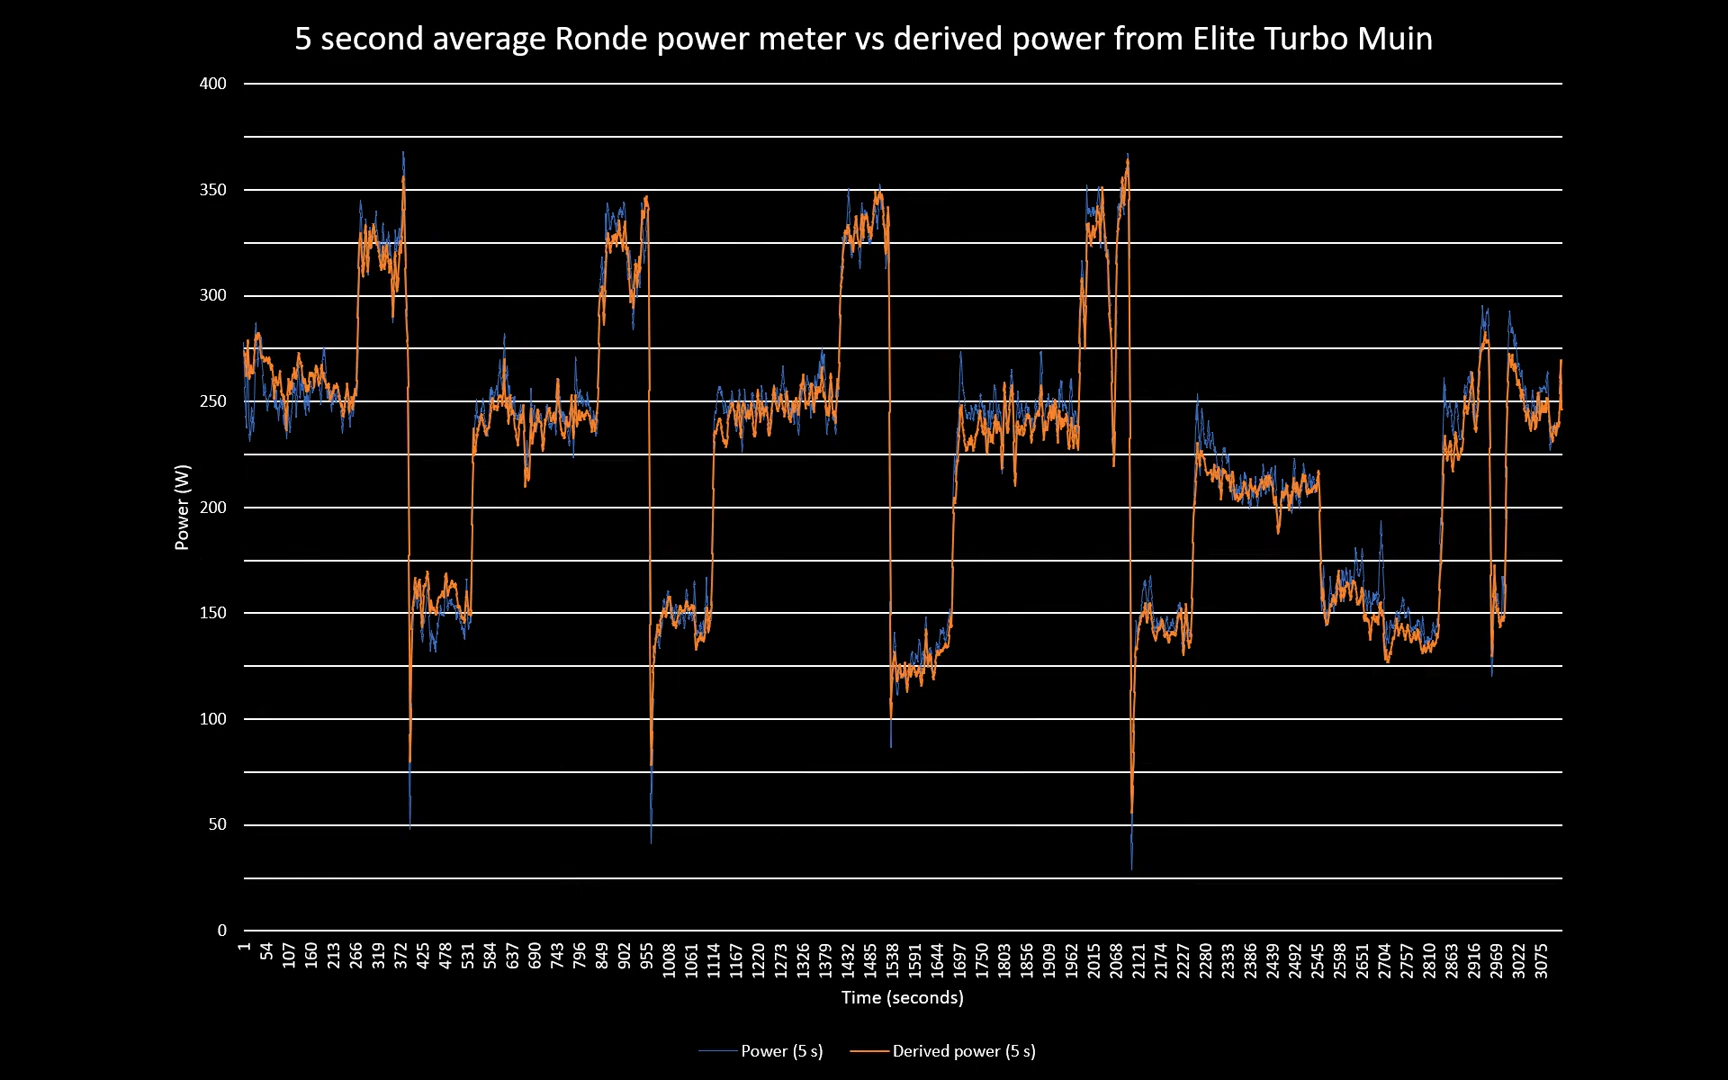 5 second average Ronde power meter vs derived power from Elite Turbo Muin
400
350
300
250
200
150
100
50
0
Power (W)
1 54 107 160 213 266 319 372 425 478 531 584 637 690 743 796 849 902 955 1008 1061 1114 1167 1220 1273 1326 1379 1432 1485 1538 1591 1644 1697 1750 1803 1856 1909 1962 2015 2068 2121 2174 2227 2280 2333 2386 2439 2492 2545 2598 2651 2704 2757 2810 2863 2916 2969 3022 3075
Time (seconds)
Power (5 s) Derived power (5 s)